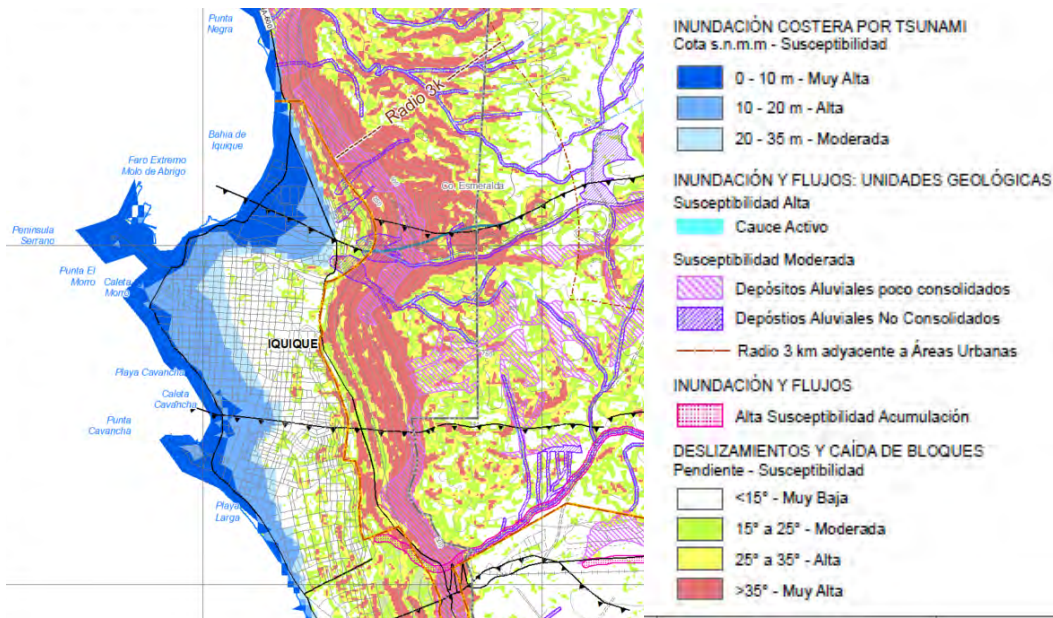 Punta
Negra
Radio 3k
Bahia de
Iquique
Faro Extremo
Molo de Abrigo
Co. Esmeralda
Peninsula
Serrano
Punta El
Morro
Caleta
Morro
IQUIQUE
Playa Cavancha
Caleta
Cavancha
Punta
Cavancha
Playa
Larga
INUNDACIÓN COSTERA POR TSUNAMI
Cota s.n.m.m - Susceptibilidad
0 - 10 m - Muy Alta
10 - 20 m - Alta
20 - 35 m - Moderada
INUNDACIÓN Y FLUJOS: UNIDADES GEOLÓGICAS
Susceptibilidad Alta
Cauce Activo
Susceptibilidad Moderada
Depósitos Aluviales poco consolidados
Depóstios Aluviales No Consolidados
Radio 3 km adyacente a Áreas Urbanas
INUNDACIÓN Y FLUJOS
Alta Susceptibilidad Acumulación
DESLIZAMIENTOS Y CAÍDA DE BLOQUES
Pendiente - Susceptibilidad
<15° - Muy Baja
15° a 25° - Moderada
25° a 35° - Alta
>35° - Muy Alta